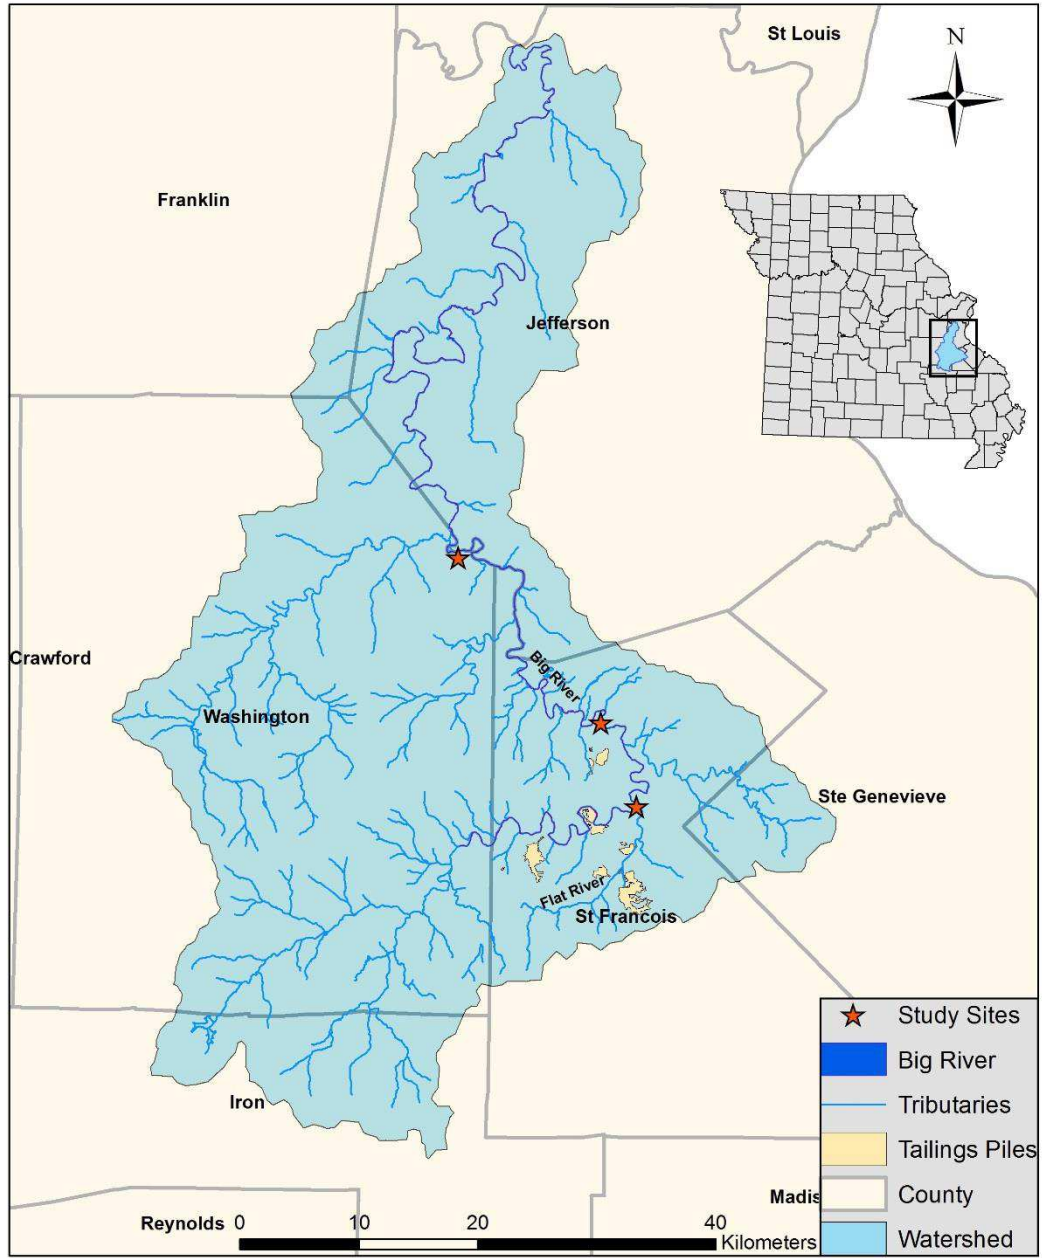 St Louis
N
Franklin
Jefferson
Crawford
Big River
Washington
Ste Genevieve
Flat River
St Francois
Study Sites
Big River
Tributaries
Tailings Piles
County
Watershed
Iron
Madis
Reynolds
0 10 20 40
Kilometers